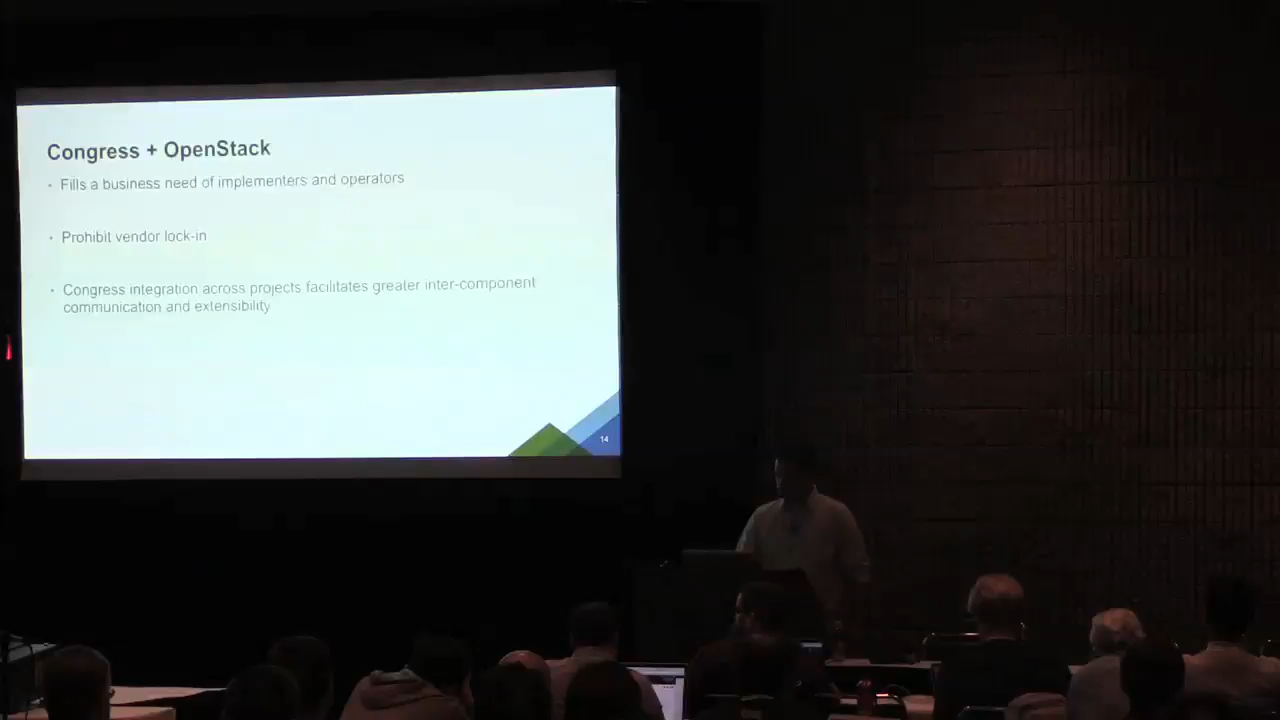 Congress + OpenStack
• Fills a business need of implementers and operators
• Prohibit vendor lock-in
• Congress integration across projects facilitates greater inter-component
communication and extensibility
14